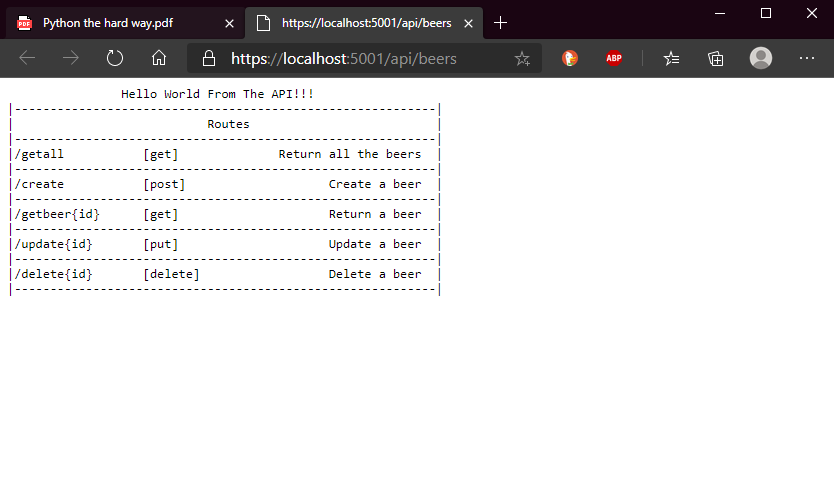 Python the hard way.pdf
https://localhost:5001/api/beers
https://localhost:5001/api/beers
ABP
Hello World From The API!!!
|-----------------------------------------------------------|
| Routes |
|-----------------------------------------------------------|
|/getall [get] Return all the beers |
|-----------------------------------------------------------|
|/create [post] Create a beer |
|-----------------------------------------------------------|
|/getbeer{id} [get] Return a beer |
|-----------------------------------------------------------|
|/update{id} [put] Update a beer |
|-----------------------------------------------------------|
|/delete{id} [delete] Delete a beer |
|-----------------------------------------------------------|